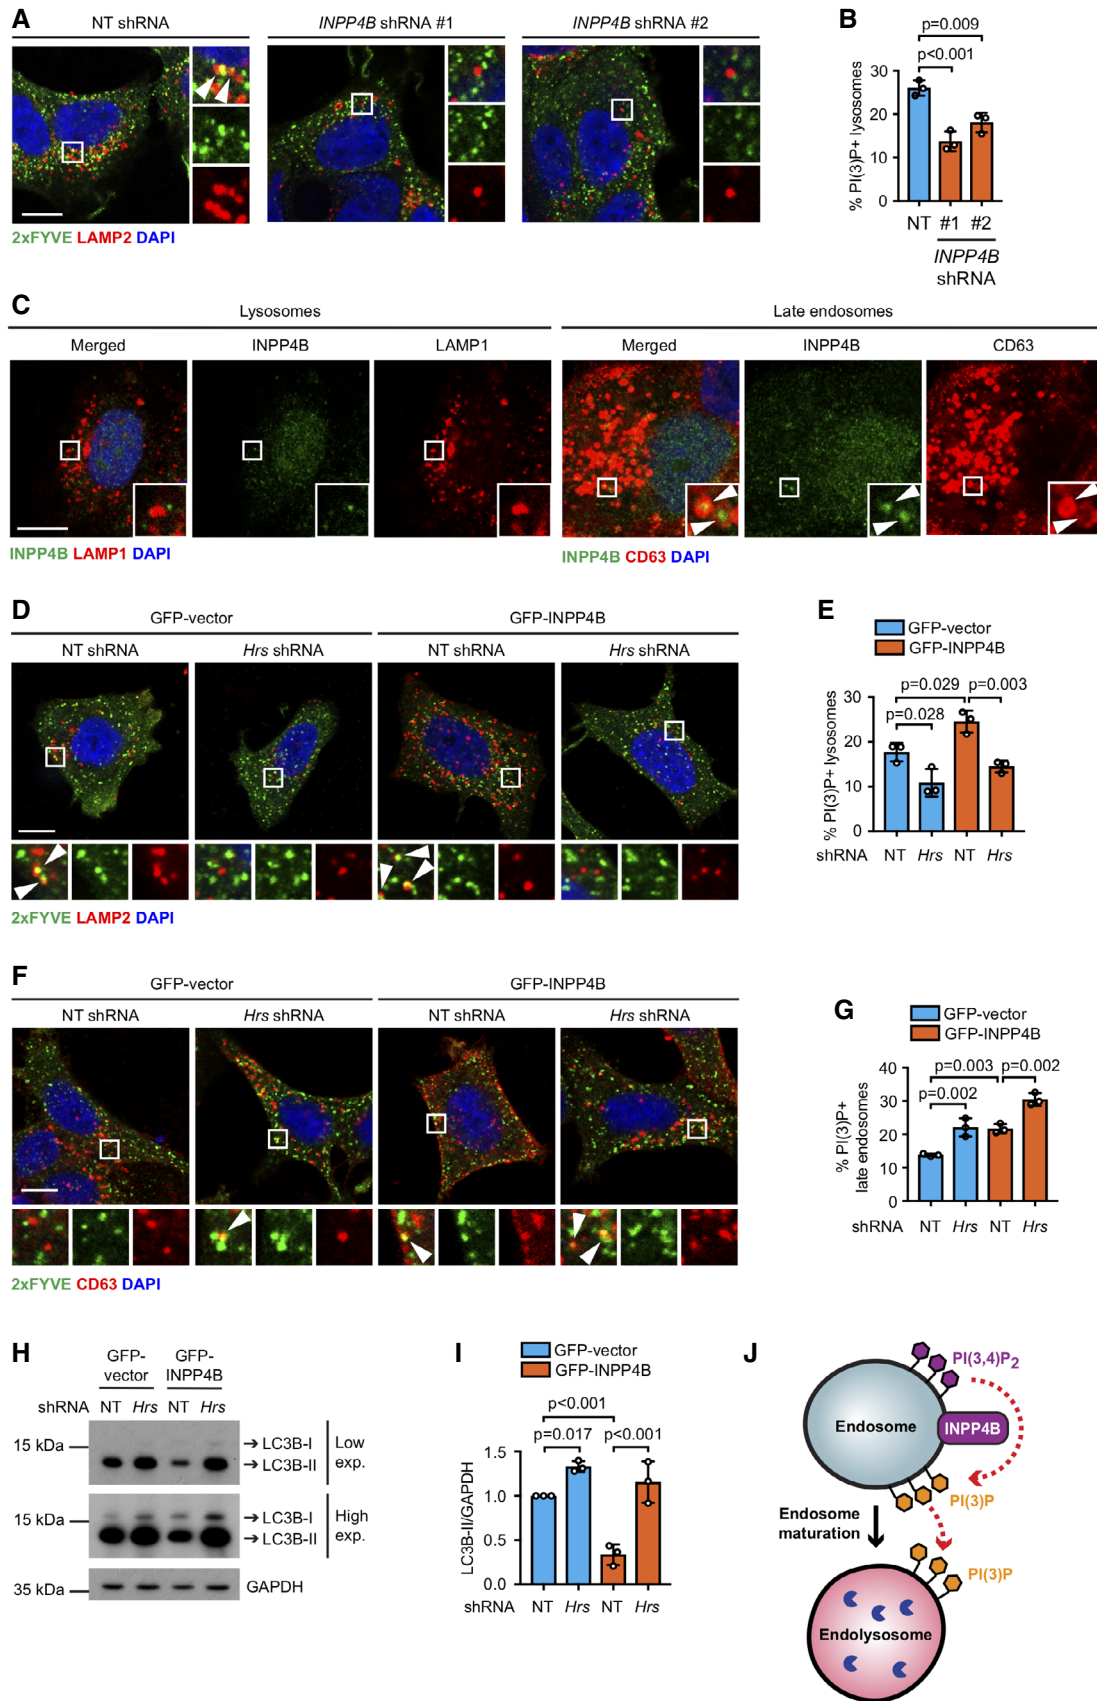 A
NT shRNA
INPP4B shRNA #1
INPP4B shRNA #2
2xFYVE LAMP2 DAPI
B
p=0.009
p<0.001
% PI(3)P+ lysosomes
30
20
10
0
NT #1 #2
INPP4B
shRNA
C
Lysosomes
Late endosomes
Merged
INPP4B
LAMP1
Merged
INPP4B
CD63
INPP4B LAMP1 DAPI
INPP4B CD63 DAPI
D
GFP-vector
GFP-INPP4B
NT shRNA
Hrs shRNA
NT shRNA
Hrs shRNA
2xFYVE LAMP2 DAPI
E
GFP-vector
GFP-INPP4B
p=0.029
p=0.003
p=0.028
% PI(3)P+ lysosomes
30
20
10
0
shRNA NT Hrs NT Hrs
F
GFP-vector
GFP-INPP4B
NT shRNA
Hrs shRNA
NT shRNA
Hrs shRNA
2xFYVE CD63 DAPI
G
GFP-vector
GFP-INPP4B
p=0.003
p=0.002
p=0.002
% PI(3)P+
late endosomes
40
30
20
10
0
shRNA NT Hrs NT Hrs
H
GFP-
vector
GFP-
INPP4B
shRNA NT Hrs NT Hrs
15 kDa
→ LC3B-I
→ LC3B-II
Low
exp.
15 kDa
→ LC3B-I
→ LC3B-II
High
exp.
35 kDa
GAPDH
I
GFP-vector
GFP-INPP4B
p<0.001
p=0.017
p<0.001
LC3B-II/GAPDH
1.5
1.0
0.5
0.0
shRNA NT Hrs NT Hrs
J
PI(3,4)P2
Endosome
INPP4B
PI(3)P
Endosome
maturation
PI(3)P
Endolysosome